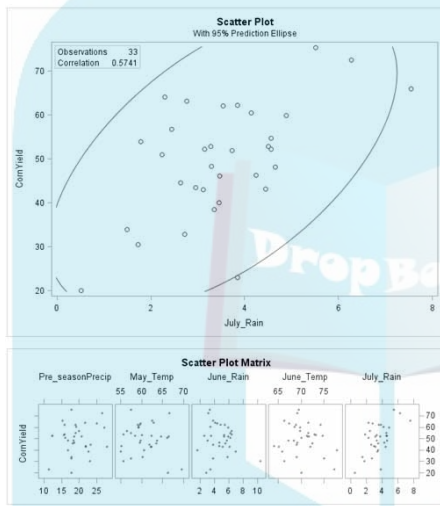 Scatter Plot
With 95% Prediction Ellipse
Observations 33
Correlation 0.5741
CornYield
70
60
50
40
30
20
0 2 4 6 8
July_Rain
DropBo
Scatter Plot Matrix
Pre_seasonPrecip May_Temp June_Rain June_Temp July_Rain
55 60 65 70 65 70 75
CornYield
70
60
50
40
30
20
10 15 20 25 2 4 6 8 10 0 2 4 6 8